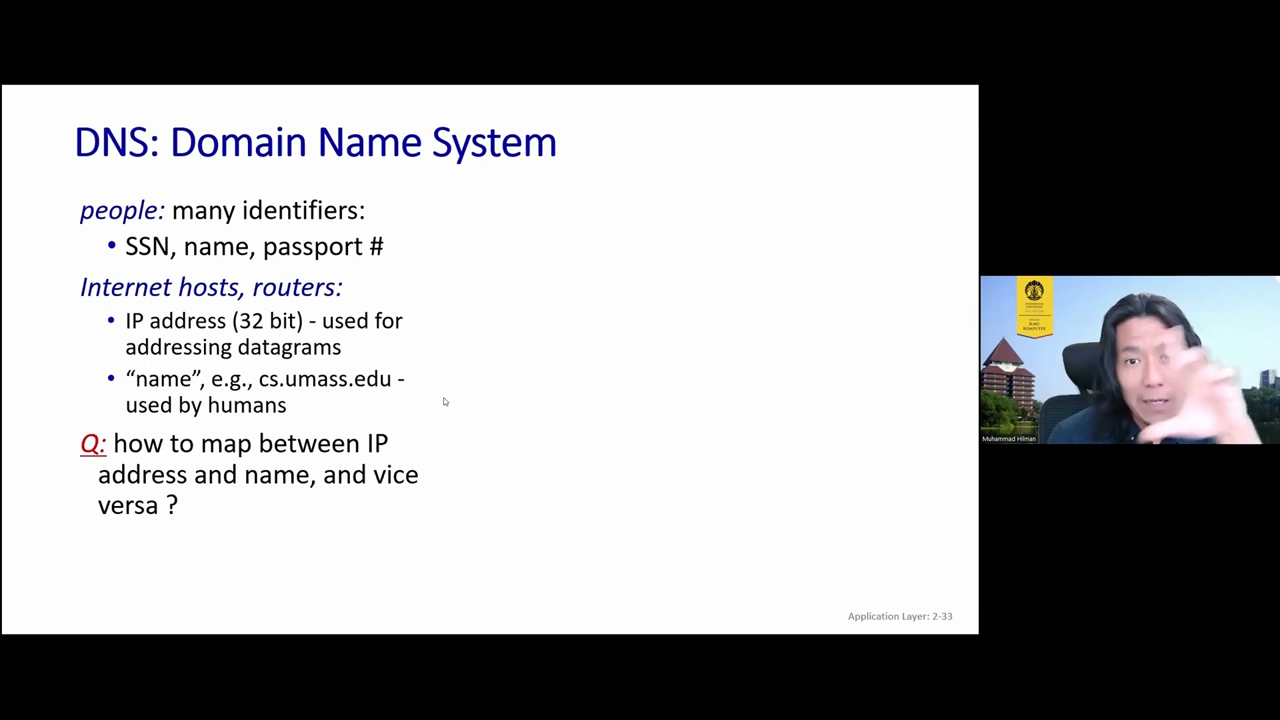 DNS: Domain Name System
people: many identifiers:
• SSN, name, passport #
Internet hosts, routers:
• IP address (32 bit) - used for
addressing datagrams
• “name”, e.g., cs.umass.edu -
used by humans
Q: how to map between IP
address and name, and vice
versa ?
Application Layer: 2-33
ILMU
KOMPUTER
Muhammad Hilman